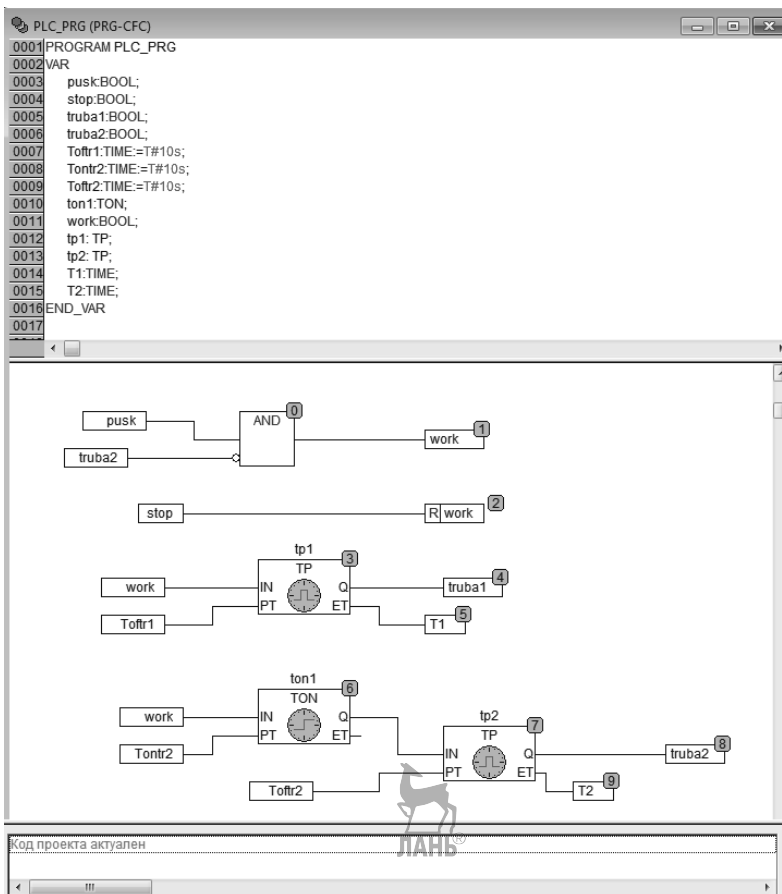 PLC_PRG (PRG-CFC)
0001 PROGRAM PLC_PRG
0002 VAR
0003 pusk:BOOL;
0004 stop:BOOL;
0005 truba1:BOOL;
0006 truba2:BOOL;
0007 Toftr1:TIME:=T#10s;
0008 Tontr2:TIME:=T#10s;
0009 Toftr2:TIME:=T#10s;
0010 ton1:TON;
0011 work:BOOL;
0012 tp1: TP;
0013 tp2: TP;
0014 T1:TIME;
0015 T2:TIME;
0016 END_VAR
0017
pusk AND 0
work 1
truba2
stop R work 2
tp1
TP 3
work IN Q truba1 4
Toftr1 PT ET T1 5
ton1
TON 6
work IN Q
Tontr2 PT ET
tp2
TP 7
IN Q truba2 8
Toftr2 PT ET T2 9
ЛАНЬ®
Код проекта актуален